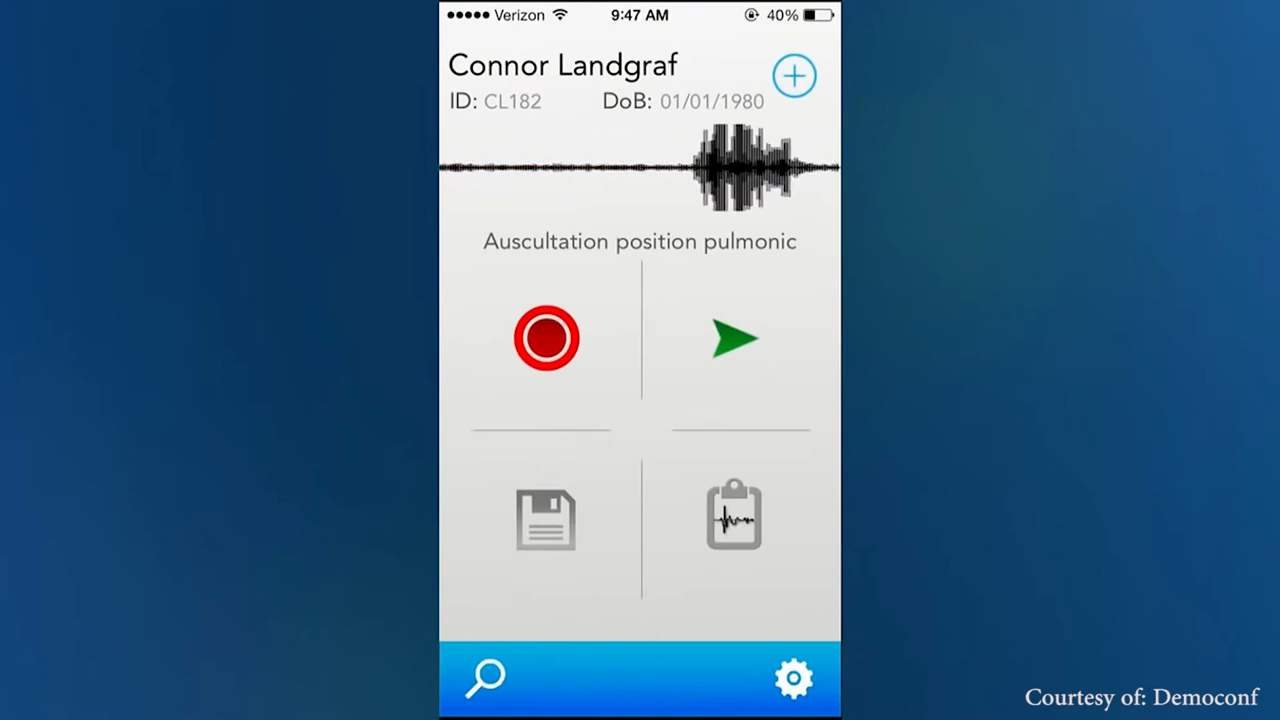 Verizon 9:47 AM 40%
Connor Landgraf
ID: CL182 DoB: 01/01/1980
Auscultation position pulmonic
Courtesy of: Democonf